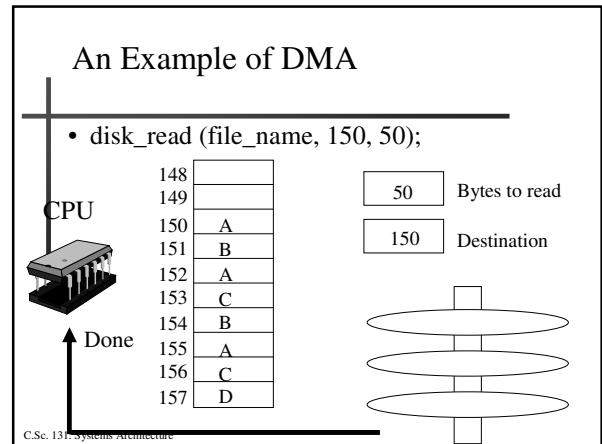 An Example of DMA
• disk_read (file_name, 150, 50);
148
149
150 A
151 B
152 A
153 C
154 B
155 A
156 C
157 D
CPU
Done
50 Bytes to read
150 Destination
C.Sc. 131: Systems Architecture